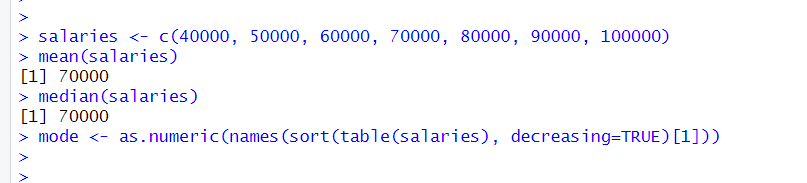 >
> salaries <- c(40000, 50000, 60000, 70000, 80000, 90000, 100000)
> mean(salaries)
[1] 70000
> median(salaries)
[1] 70000
> mode <- as.numeric(names(sort(table(salaries), decreasing=TRUE)[1]))
>
>